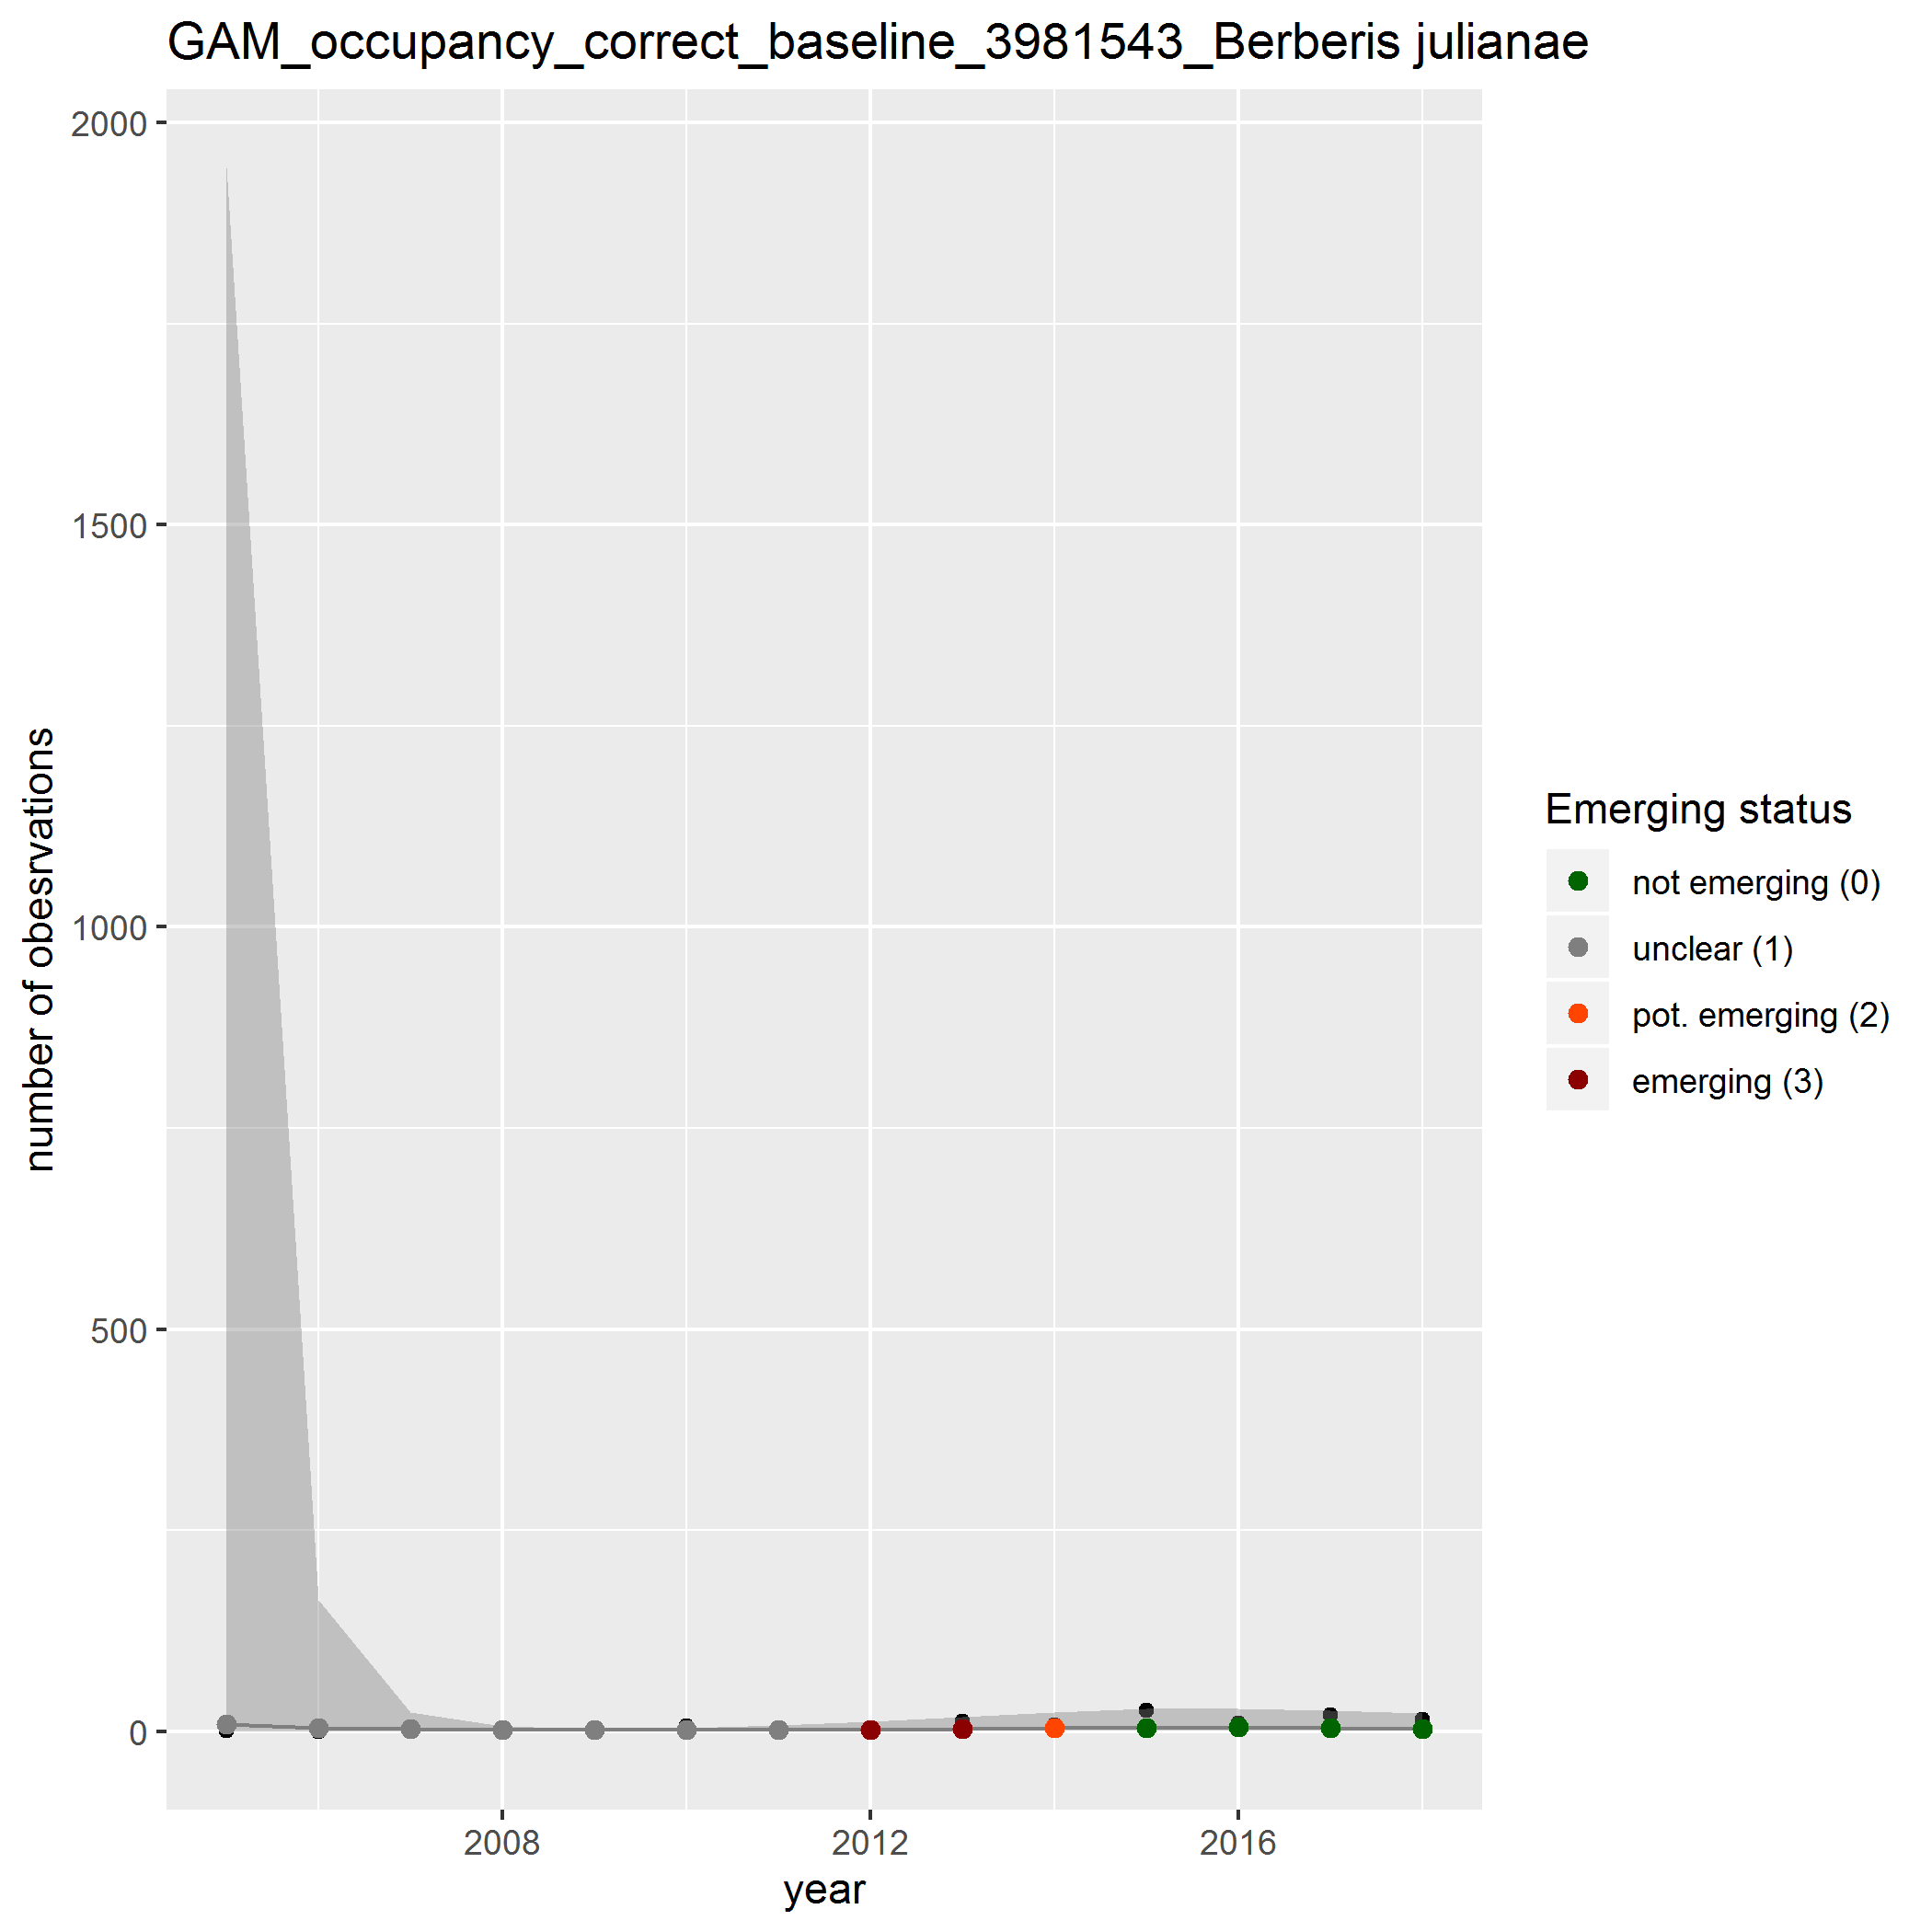 GAM_occupancy_correct_baseline_3981543_Berberis julianae
2000
1500
1000
500
0
number of obesrvations
2008
2012
2016
year
Emerging status
not emerging (0)
unclear (1)
pot. emerging (2)
emerging (3)